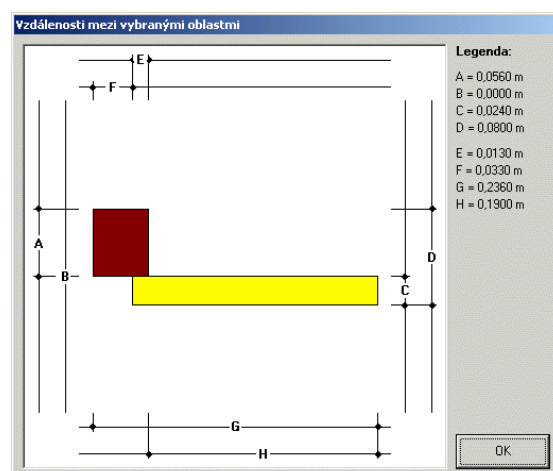 Vzdálenosti mezi vybranými oblastmi
Legenda:
A = 0,0560 m
B = 0,0000 m
C = 0,0240 m
D = 0,0800 m
E = 0,0130 m
F = 0,0330 m
G = 0,2360 m
H = 0,1900 m
E
F
A
B
D
C
G
H
OK